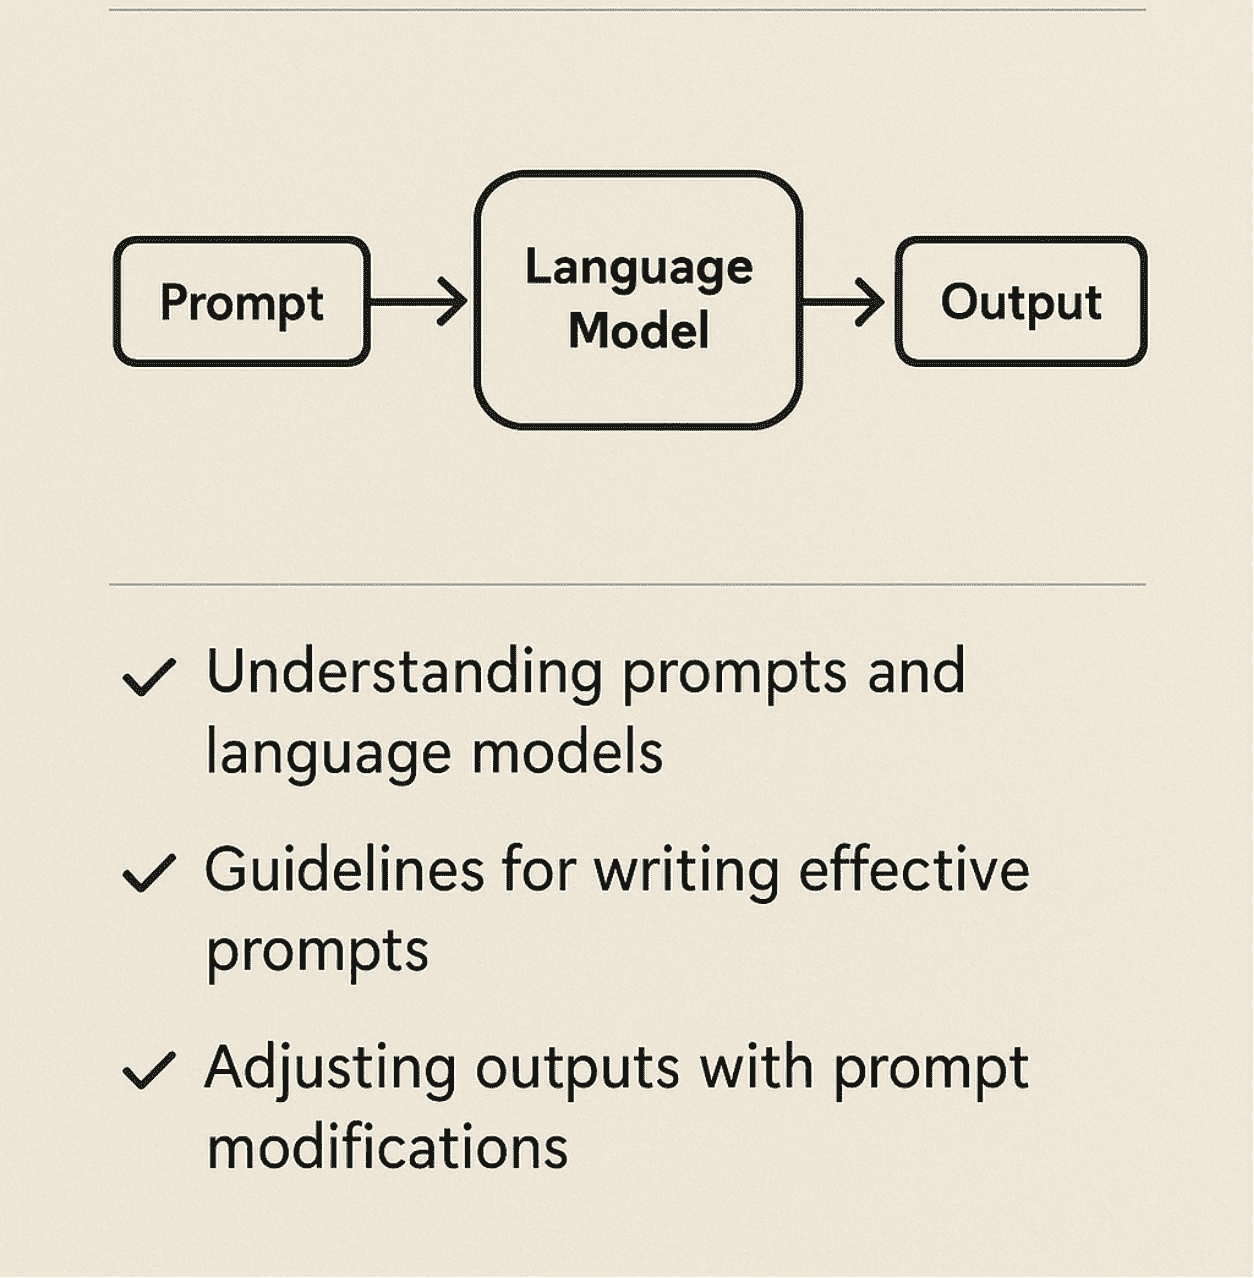 Prompt
Language
Model
Output
Understanding prompts and
language models
Guidelines for writing effective
prompts
Adjusting outputs with prompt
modifications